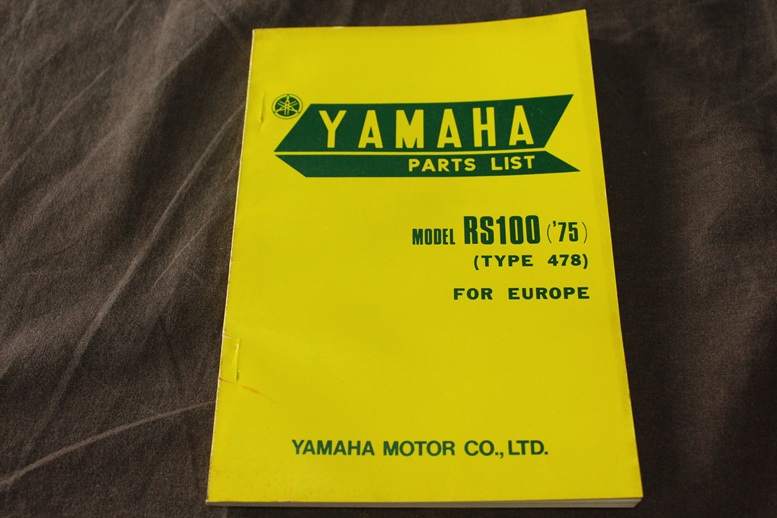 YAMAHA
PARTS LIST
MODEL RS100 ('75)
(TYPE 478)
FOR EUROPE
YAMAHA MOTOR CO., LTD.